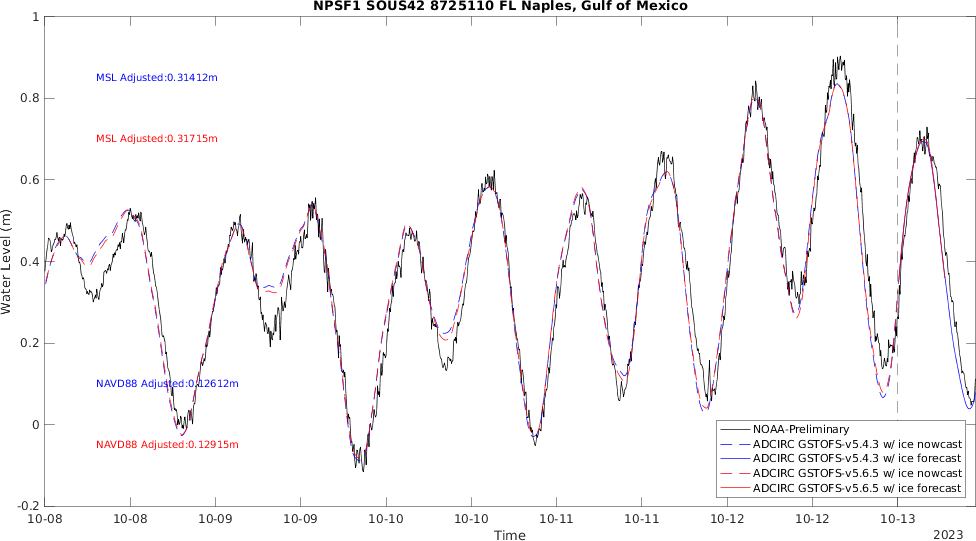 NPSF1 SOUS42 8725110 FL Naples, Gulf of Mexico
1
0.8
0.6
0.4
0.2
0
-0.2
Water Level (m)
MSL Adjusted:0.31412m
MSL Adjusted:0.31715m
NAVD88 Adjusted:0.12612m
NAVD88 Adjusted:0.12915m
NOAA-Preliminary
ADCIRC GSTOFS-v5.4.3 w/ ice nowcast
ADCIRC GSTOFS-v5.4.3 w/ ice forecast
ADCIRC GSTOFS-v5.6.5 w/ ice nowcast
ADCIRC GSTOFS-v5.6.5 w/ ice forecast
10-08 10-08 10-09 10-09 10-10 10-10 10-11 10-11 10-12 10-12 10-13
Time
2023